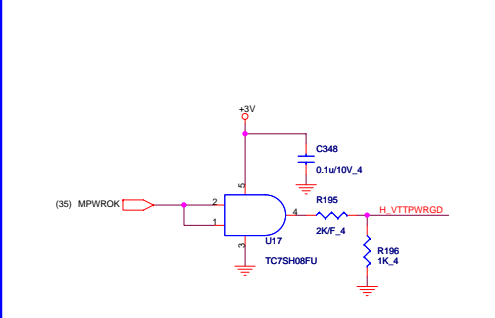 +3V
C348
0.1u/10V_4
5
(35) MPWROK
2
1
4
3
R195
2K/F_4
H_VTTPWRGD
U17
TC7SH08FU
R196
1K_4